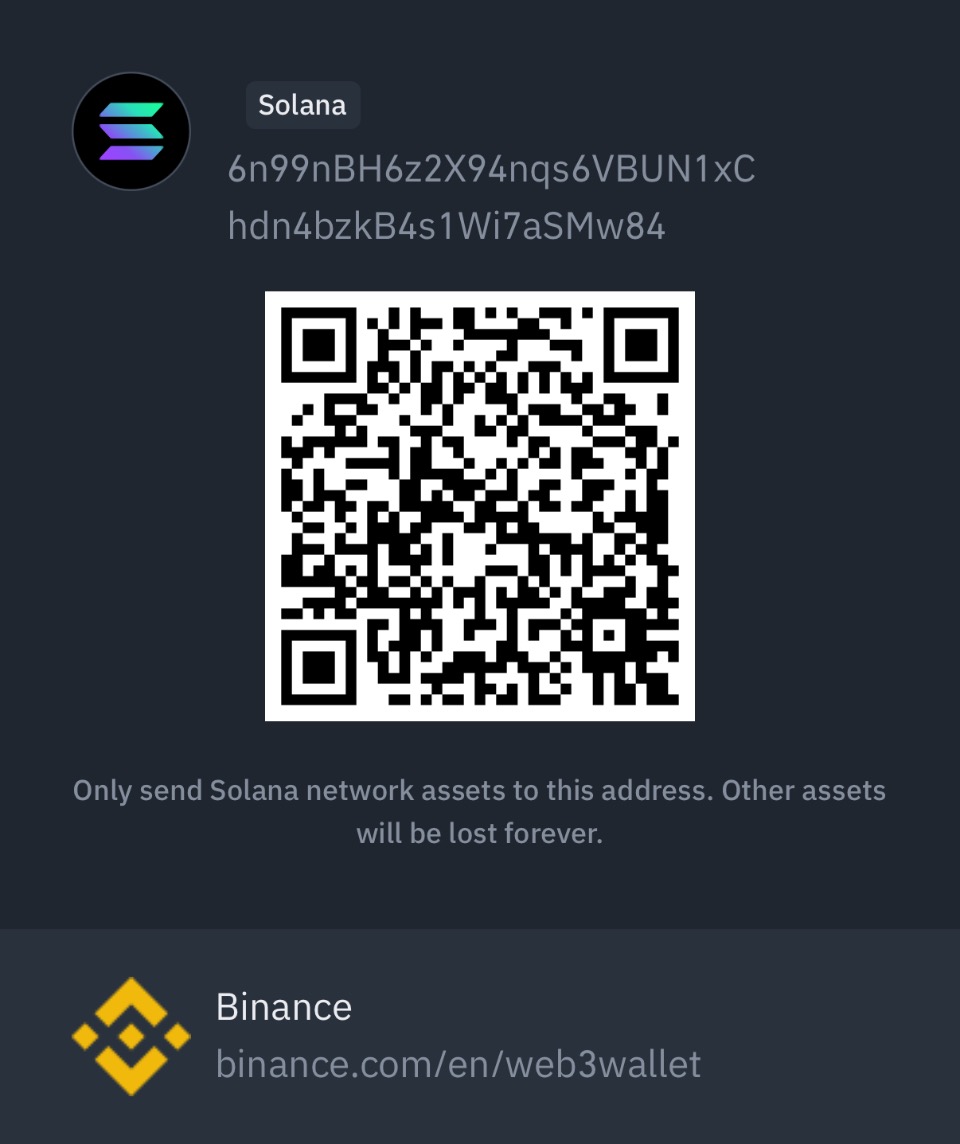 Solana
6n99nBH6z2X94nqs6VBUN1xC
hdn4bzkB4s1Wi7aSMw84
Only send Solana network assets to this address. Other assets
will be lost forever.
Binance
binance.com/en/web3wallet